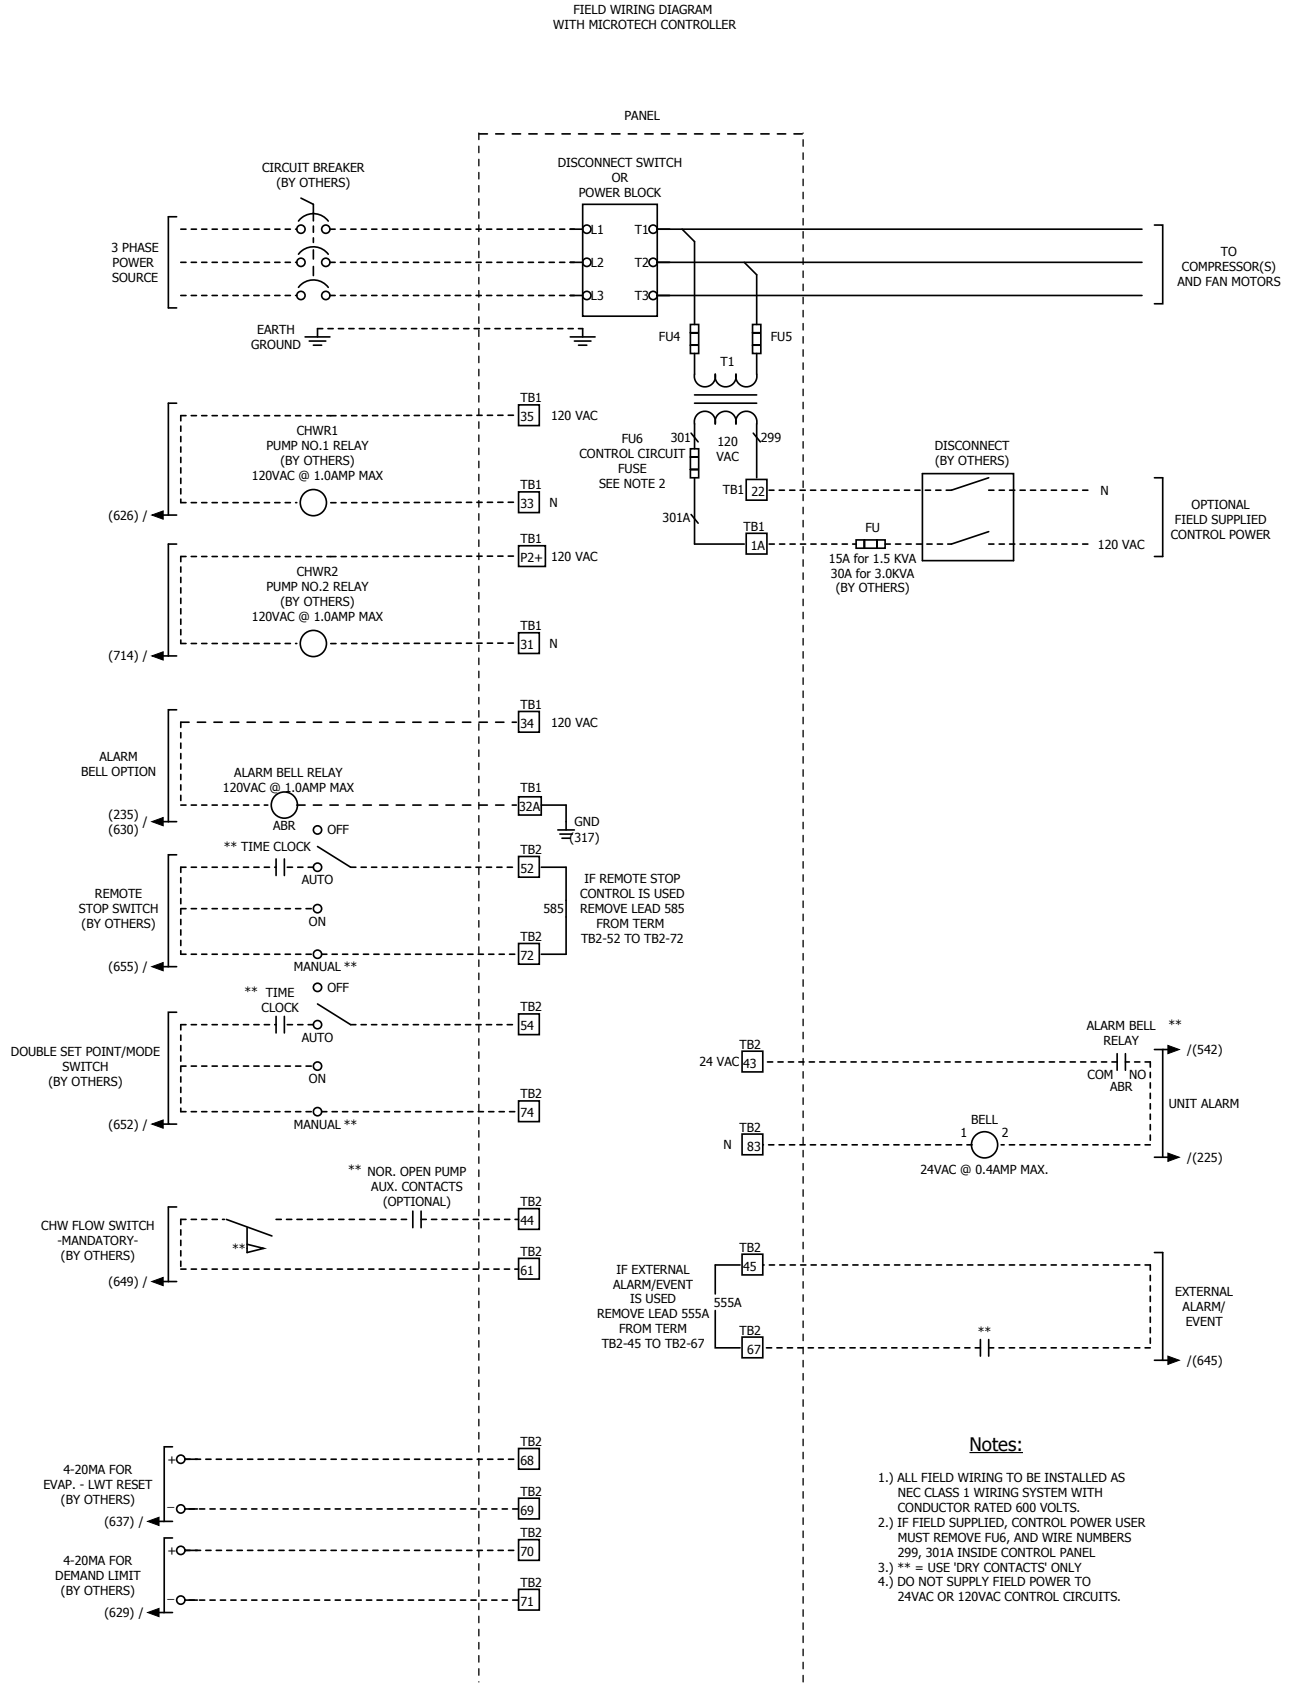 FIELD WIRING DIAGRAM
WITH MICROTECH CONTROLLER
PANEL
CIRCUIT BREAKER
(BY OTHERS)
DISCONNECT SWITCH
OR
POWER BLOCK
3 PHASE
POWER
SOURCE
L1
T1
L2
T2
L3
T3
TO
COMPRESSOR(S)
AND FAN MOTORS
EARTH
GROUND
FU4
FU5
T1
301
120
VAC
299
FU6
CONTROL CIRCUIT
FUSE
SEE NOTE 2
301A
TB1
22
TB1
1A
FU
15A for 1.5 KVA
30A for 3.0KVA
(BY OTHERS)
DISCONNECT
(BY OTHERS)
N
120 VAC
OPTIONAL
FIELD SUPPLIED
CONTROL POWER
TB1
35
120 VAC
CHWR1
PUMP NO.1 RELAY
(BY OTHERS)
120VAC @ 1.0AMP MAX
TB1
33
N
(626) /
TB1
P2+
120 VAC
CHWR2
PUMP NO.2 RELAY
(BY OTHERS)
120VAC @ 1.0AMP MAX
TB1
31
N
(714) /
TB1
34
120 VAC
ALARM
BELL OPTION
ALARM BELL RELAY
120VAC @ 1.0AMP MAX
ABR
TB1
32A
GND
(317)
(235)
(630) /
OFF
** TIME CLOCK
AUTO
TB2
52
REMOTE
STOP SWITCH
(BY OTHERS)
ON
585
IF REMOTE STOP
CONTROL IS USED
REMOVE LEAD 585
FROM TERM
TB2-52 TO TB2-72
TB2
72
MANUAL **
(655) /
OFF
** TIME
CLOCK
AUTO
TB2
54
DOUBLE SET POINT/MODE
SWITCH
(BY OTHERS)
ON
TB2
74
MANUAL **
(652) /
24 VAC
TB2
43
ALARM BELL **
RELAY
COM NO
ABR
/(542)
UNIT ALARM
N
TB2
83
BELL
1 2
24VAC @ 0.4AMP MAX.
/(225)
** NOR. OPEN PUMP
AUX. CONTACTS
(OPTIONAL)
TB2
44
CHW FLOW SWITCH
-MANDATORY-
(BY OTHERS)
**
TB2
61
(649) /
IF EXTERNAL
ALARM/EVENT
IS USED
REMOVE LEAD 555A
FROM TERM
TB2-45 TO TB2-67
555A
TB2
45
TB2
67
**
EXTERNAL
ALARM/
EVENT
/(645)
4-20MA FOR
EVAP. - LWT RESET
(BY OTHERS)
(637) /
+
−
TB2
68
TB2
69
4-20MA FOR
DEMAND LIMIT
(BY OTHERS)
(629) /
+
−
TB2
70
TB2
71
Notes:
1.) ALL FIELD WIRING TO BE INSTALLED AS
NEC CLASS 1 WIRING SYSTEM WITH
CONDUCTOR RATED 600 VOLTS.
2.) IF FIELD SUPPLIED, CONTROL POWER USER
MUST REMOVE FU6, AND WIRE NUMBERS
299, 301A INSIDE CONTROL PANEL
3.) ** = USE 'DRY CONTACTS' ONLY
4.) DO NOT SUPPLY FIELD POWER TO
24VAC OR 120VAC CONTROL CIRCUITS.